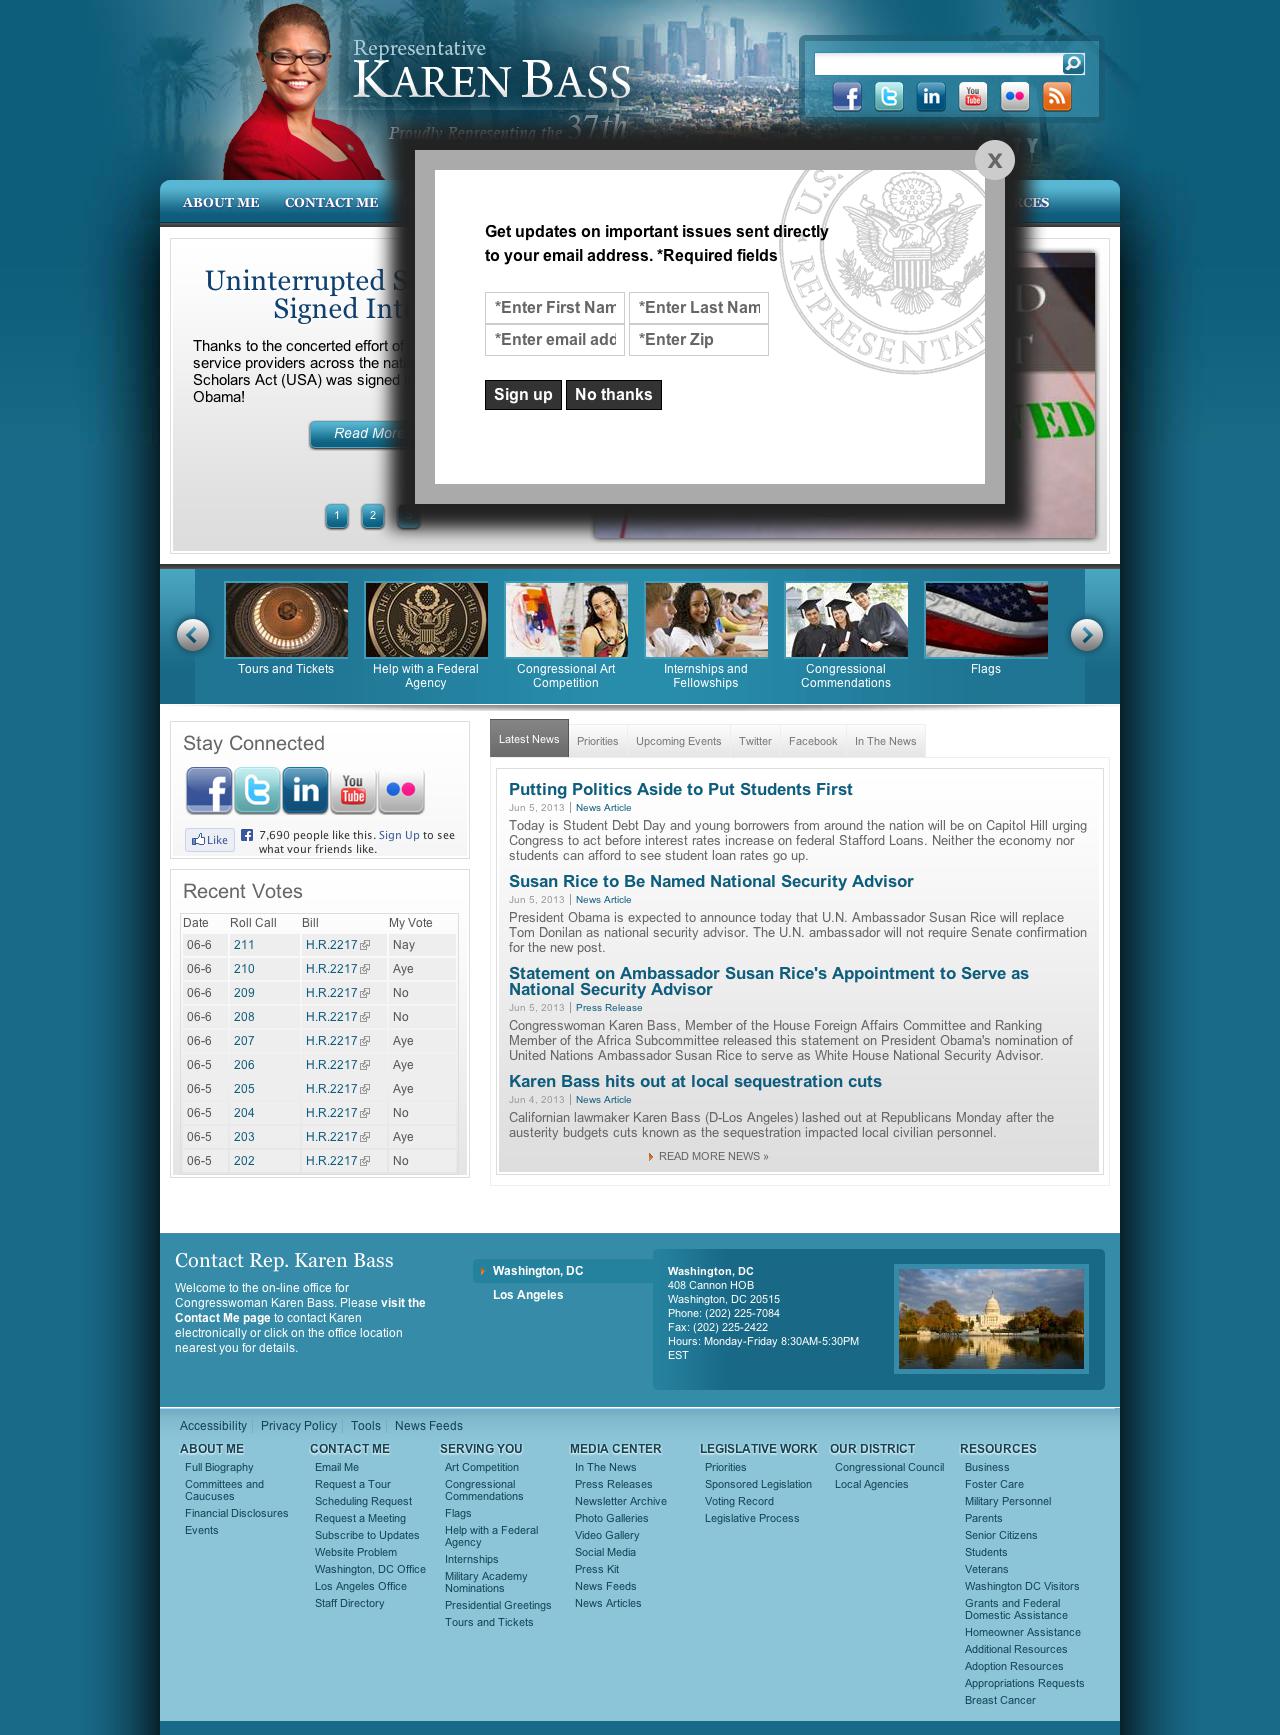 Representative
KAREN BASS
Proudly Representing the 37th
ABOUT ME
CONTACT ME
X
U.S.
REPRESENTAT
Get updates on important issues sent directly
to your email address. *Required fields
*Enter First Nam
*Enter Last Nam
*Enter email add
*Enter Zip
Sign up
No thanks
Uninterrupted
Signed Int
Thanks to the concerted effort of
service providers across the nat
Scholars Act (USA) was signed
Obama!
Read More
1
2
Tours and Tickets
Help with a Federal
Agency
Congressional Art
Competition
Internships and
Fellowships
Congressional
Commendations
Flags
Stay Connected
Like
7,690 people like this. Sign Up to see
what your friends like.
Recent Votes
Date Roll Call Bill My Vote
06-6 211 H.R.2217 Nay
06-6 210 H.R.2217 Aye
06-6 209 H.R.2217 No
06-6 208 H.R.2217 No
06-6 207 H.R.2217 Aye
06-5 206 H.R.2217 Aye
06-5 205 H.R.2217 Aye
06-5 204 H.R.2217 No
06-5 203 H.R.2217 Aye
06-5 202 H.R.2217 No
Latest News
Priorities
Upcoming Events
Twitter
Facebook
In The News
Putting Politics Aside to Put Students First
Jun 5, 2013 | News Article
Today is Student Debt Day and young borrowers from around the nation will be on Capitol Hill urging
Congress to act before interest rates increase on federal Stafford Loans. Neither the economy nor
students can afford to see student loan rates go up.
Susan Rice to Be Named National Security Advisor
Jun 5, 2013 | News Article
President Obama is expected to announce today that U.N. Ambassador Susan Rice will replace
Tom Donilan as national security advisor. The U.N. ambassador will not require Senate confirmation
for the new post.
Statement on Ambassador Susan Rice's Appointment to Serve as
National Security Advisor
Jun 5, 2013 | Press Release
Congresswoman Karen Bass, Member of the House Foreign Affairs Committee and Ranking
Member of the Africa Subcommittee released this statement on President Obama's nomination of
United Nations Ambassador Susan Rice to serve as White House National Security Advisor.
Karen Bass hits out at local sequestration cuts
Jun 4, 2013 | News Article
Californian lawmaker Karen Bass (D-Los Angeles) lashed out at Republicans Monday after the
austerity budgets cuts known as the sequestration impacted local civilian personnel.
READ MORE NEWS »
Contact Rep. Karen Bass
Welcome to the on-line office for
Congresswoman Karen Bass. Please visit the
Contact Me page to contact Karen
electronically or click on the office location
nearest you for details.
Washington, DC
Los Angeles
Washington, DC
408 Cannon HOB
Washington, DC 20515
Phone: (202) 225-7084
Fax: (202) 225-2422
Hours: Monday-Friday 8:30AM-5:30PM
EST
Accessibility
Privacy Policy
Tools
News Feeds
ABOUT ME
Full Biography
Committees and
Caucuses
Financial Disclosures
Events
CONTACT ME
Email Me
Request a Tour
Scheduling Request
Request a Meeting
Subscribe to Updates
Website Problem
Washington, DC Office
Los Angeles Office
Staff Directory
SERVING YOU
Art Competition
Congressional
Commendations
Flags
Help with a Federal
Agency
Internships
Military Academy
Nominations
Presidential Greetings
Tours and Tickets
MEDIA CENTER
In The News
Press Releases
Newsletter Archive
Photo Galleries
Video Gallery
Social Media
Press Kit
News Feeds
News Articles
LEGISLATIVE WORK
Priorities
Sponsored Legislation
Voting Record
Legislative Process
OUR DISTRICT
Congressional Council
Local Agencies
RESOURCES
Business
Foster Care
Military Personnel
Parents
Senior Citizens
Students
Veterans
Washington DC Visitors
Grants and Federal
Domestic Assistance
Homeowner Assistance
Additional Resources
Adoption Resources
Appropriations Requests
Breast Cancer